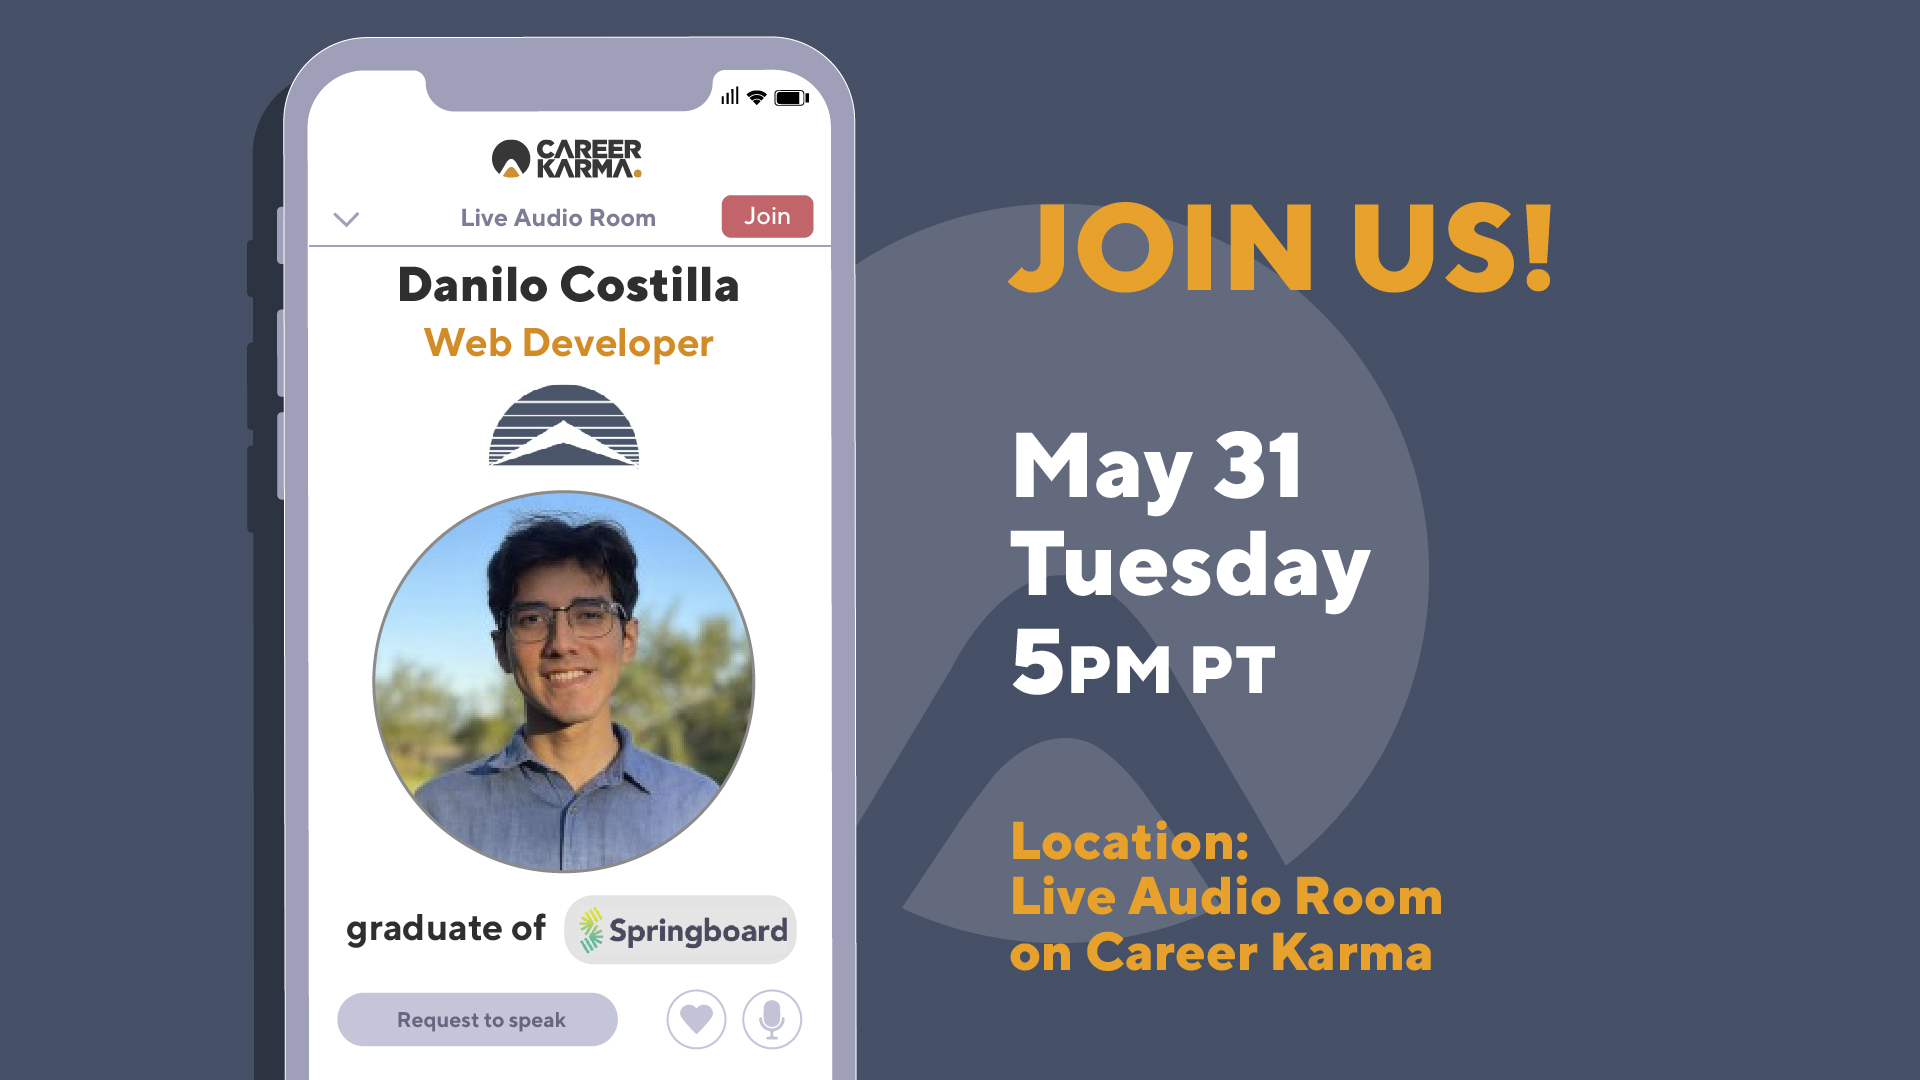 CAREER
KARMA.
Live Audio Room
Join
Danilo Costilla
Web Developer
graduate of Springboard
Request to speak
JOIN US!
May 31
Tuesday
5PM PT
Location:
Live Audio Room
on Career Karma